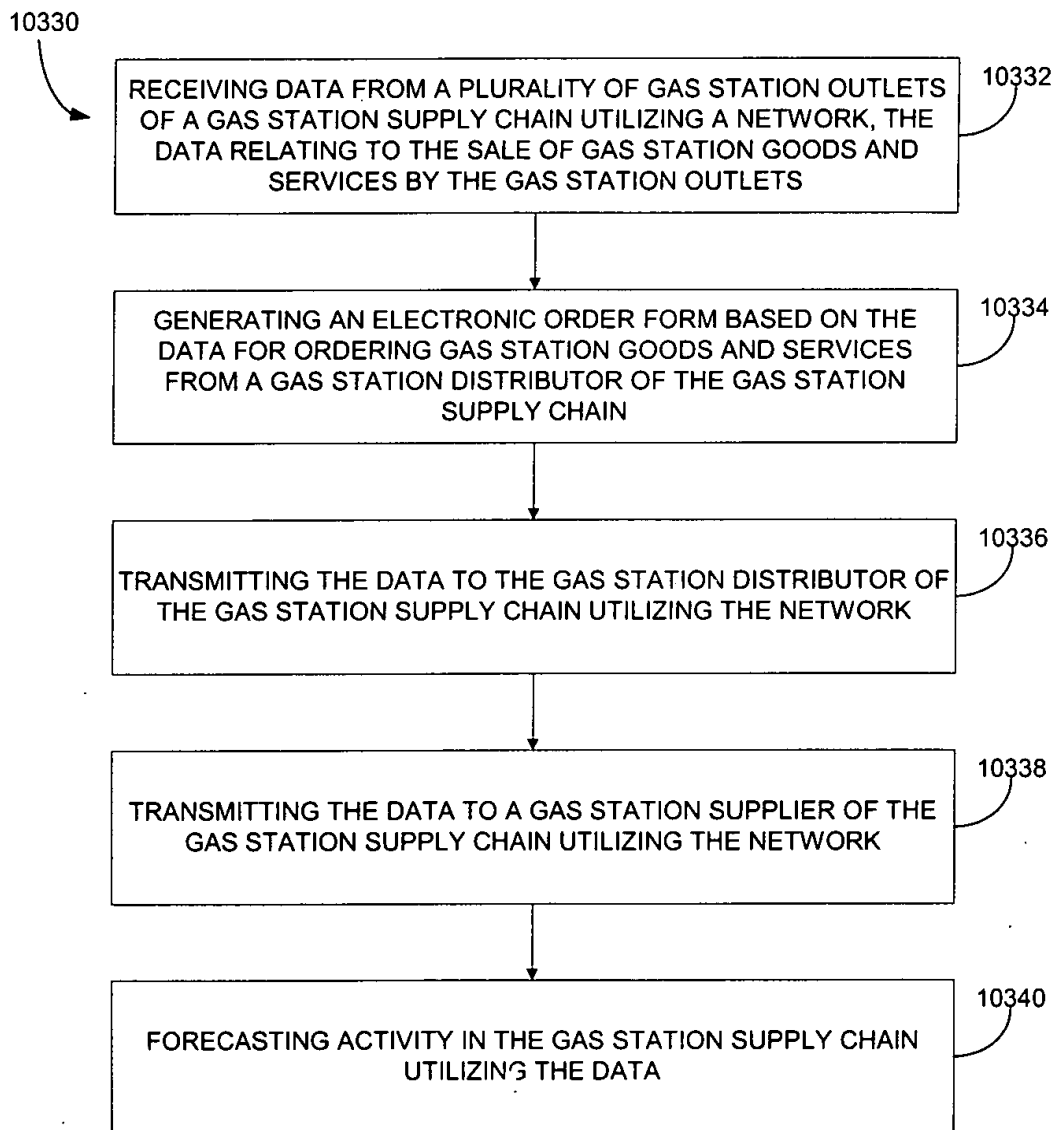 10330
10332
RECEIVING DATA FROM A PLURALITY OF GAS STATION OUTLETS
OF A GAS STATION SUPPLY CHAIN UTILIZING A NETWORK, THE
DATA RELATING TO THE SALE OF GAS STATION GOODS AND
SERVICES BY THE GAS STATION OUTLETS
10334
GENERATING AN ELECTRONIC ORDER FORM BASED ON THE
DATA FOR ORDERING GAS STATION GOODS AND SERVICES
FROM A GAS STATION DISTRIBUTOR OF THE GAS STATION
SUPPLY CHAIN
10336
TRANSMITTING THE DATA TO THE GAS STATION DISTRIBUTOR OF
THE GAS STATION SUPPLY CHAIN UTILIZING THE NETWORK
10338
TRANSMITTING THE DATA TO A GAS STATION SUPPLIER OF THE
GAS STATION SUPPLY CHAIN UTILIZING THE NETWORK
10340
FORECASTING ACTIVITY IN THE GAS STATION SUPPLY CHAIN
UTILIZING THE DATA